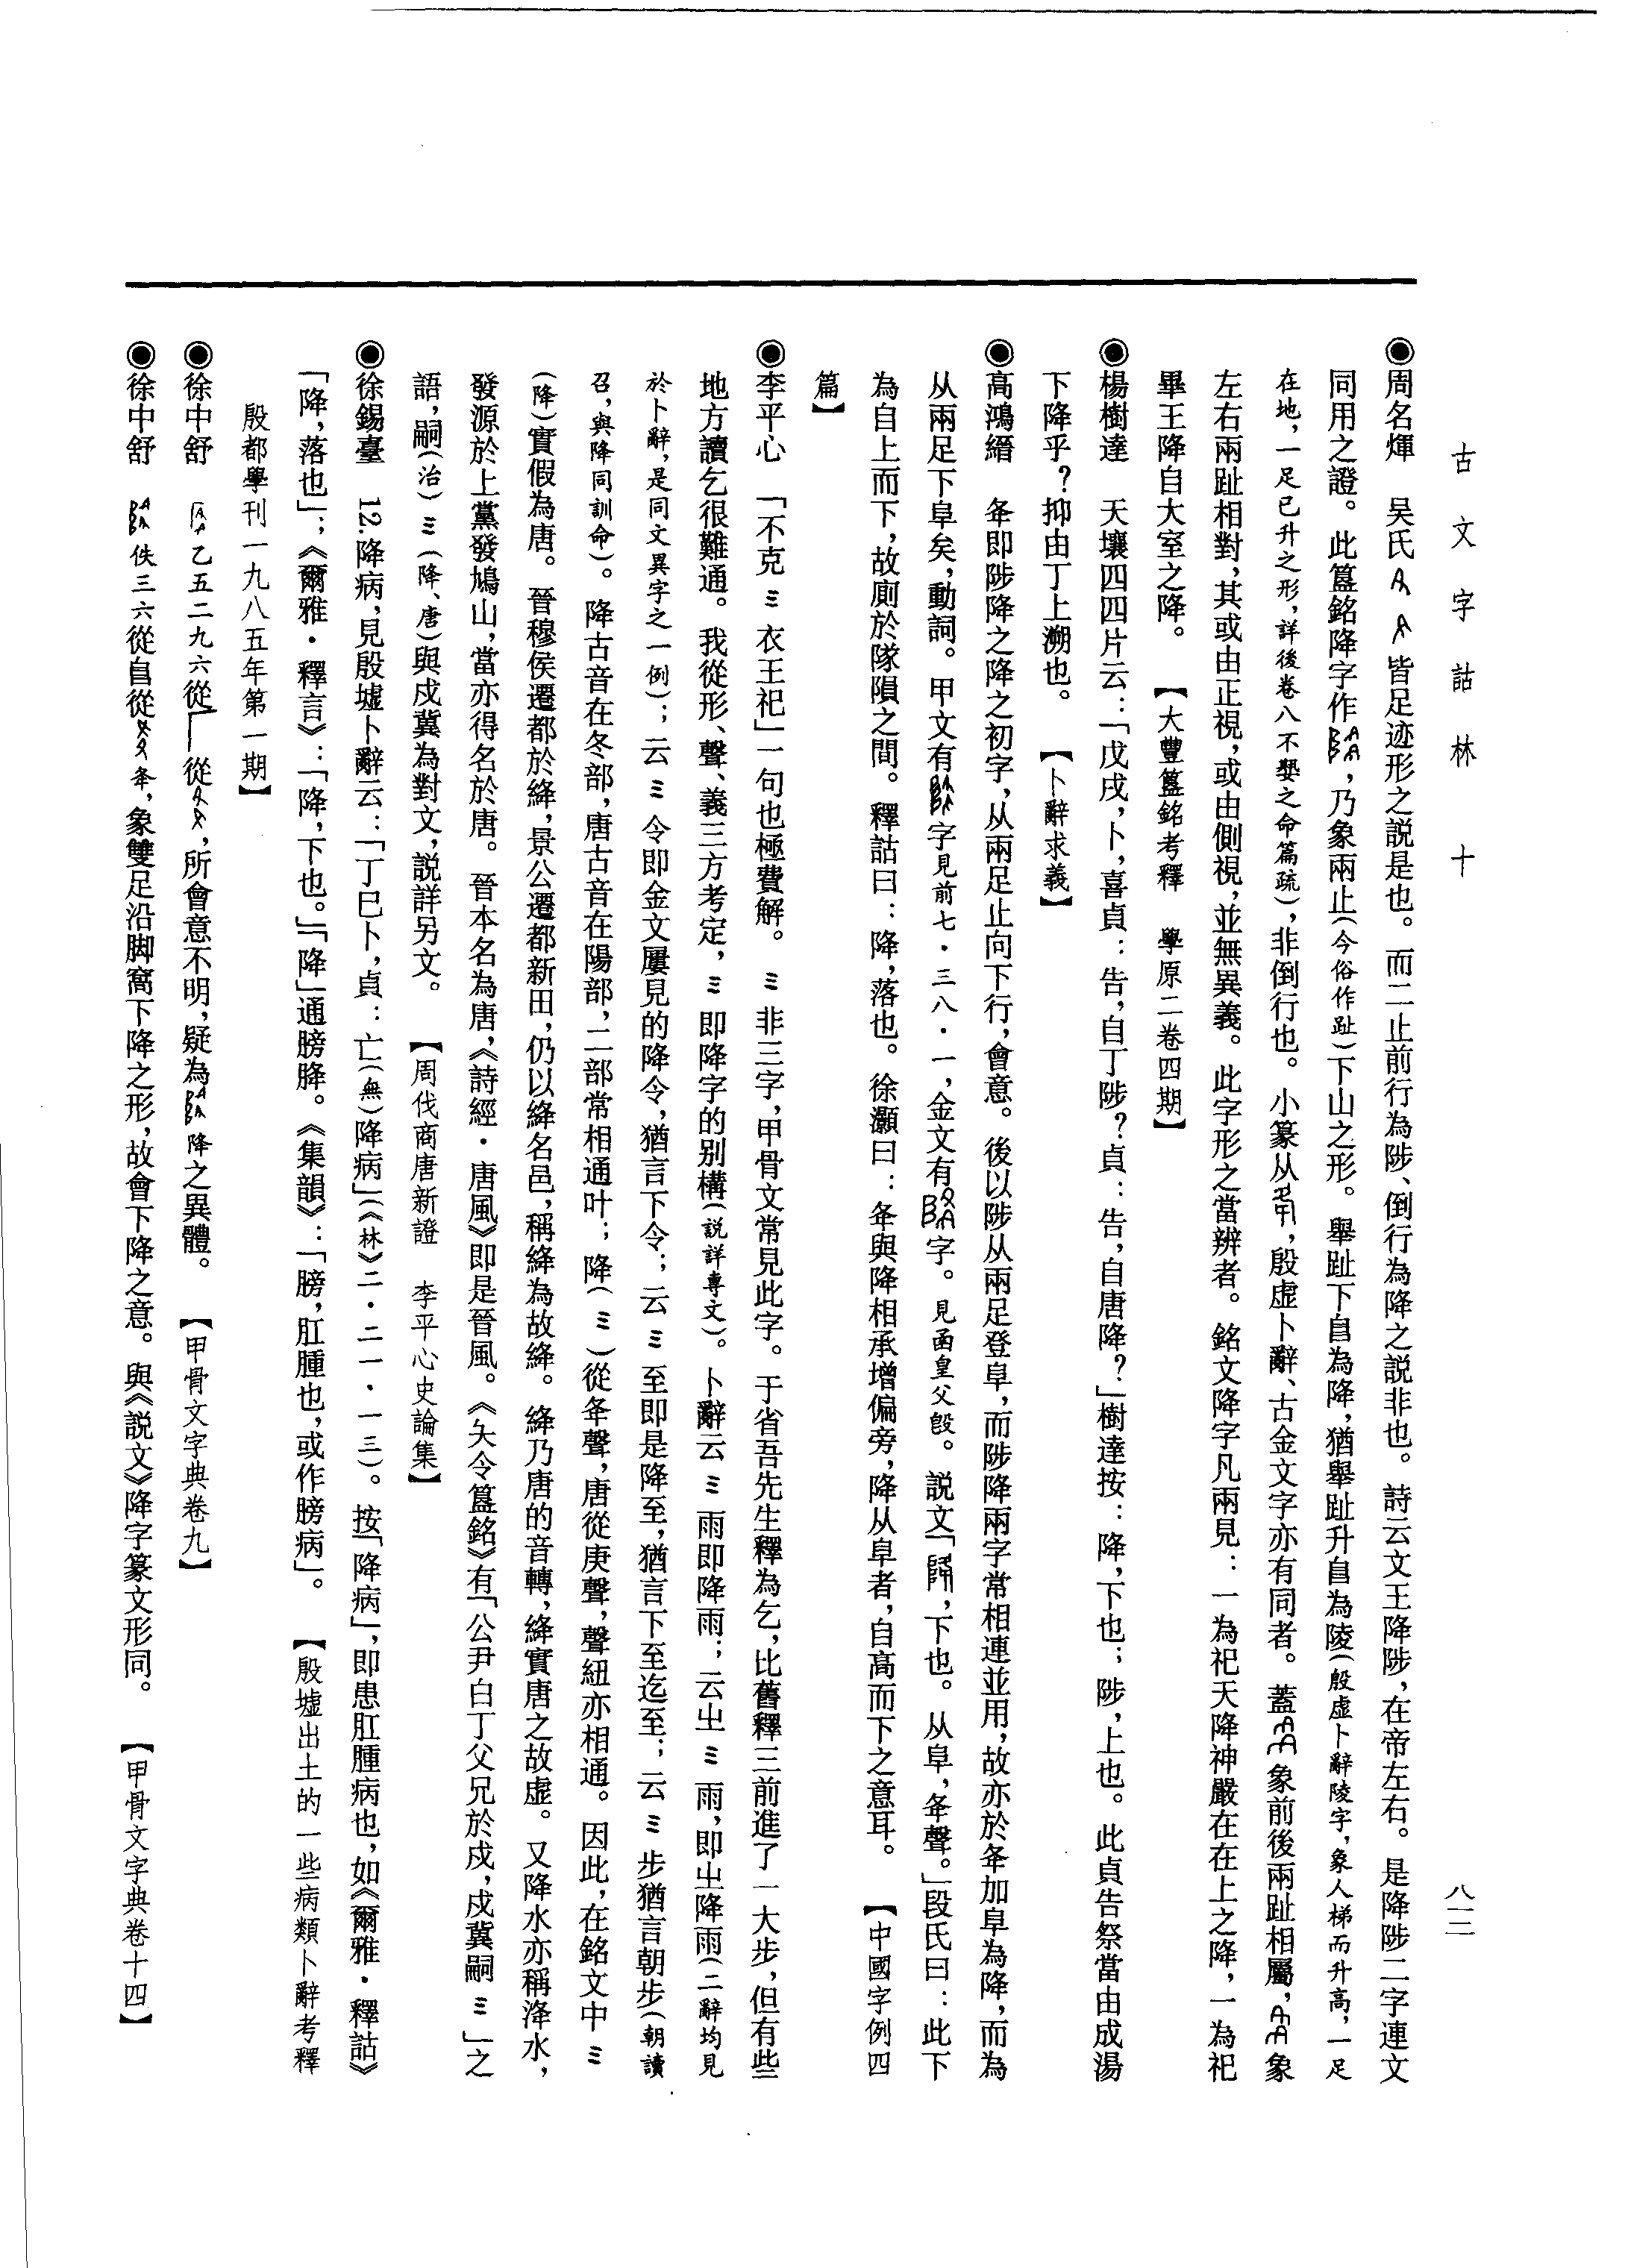 古文字詁林 十
八二
◉周名煇 吴氏皆足迹形之説是也。而二止前行為陟、倒行為降之説非也。詩云文王降陟,在帝左右。是降陟二字連文
同用之證。此簋銘降字作,乃象兩止(今俗作趾)下山之形。舉趾下𠂤為降,猶舉趾升𠂤為陵(殷虚卜辭陵字,象人梯而升高,一足
在地,一足已升之形,詳後卷八不𡢁之命篇疏),非倒行也。小篆从,殷虚卜辭、古金文字亦有同者。蓋象前後兩趾相屬,象
左右兩趾相對,其或由正視,或由側視,並無異義。此字形之當辨者。銘文降字凡兩見:一為祀天降神嚴在在上之降,一為祀
畢王降自大室之降。 【大豐簋銘考釋 學原二卷四期】
◉楊樹達 天壤四四片云:「戊戌,卜,喜貞:告,自丁陟?貞:告,自唐降?」樹達按:降,下也;陟,上也。此貞告祭當由成湯
下降乎?抑由丁上溯也。 【卜辭求義】
◉高鴻縉 夅即陟降之降之初字,从兩足止向下行,會意。後以陟从兩足登阜,而陟降兩字常相連並用,故亦於夅加阜為降,而為
从兩足下阜矣,動詞。甲文有字見前七·三八·一,金文有字。見函皇父𣪘。説文「,下也。从阜,夅聲。」段氏曰:此下
為自上而下,故廁於隊隕之間。釋詁曰:降,落也。徐灝曰:夅與降相承增偏旁,降从阜者,自高而下之意耳。 【中國字例四
篇】
◉李平心 「不克 三 衣王祀」一句也極費解。 三 非三字,甲骨文常見此字。于省吾先生釋為乞,比舊釋三前進了一大步,但有些
地方讀乞很難通。我從形、聲、義三方考定, 三 即降字的别構(説詳專文)。卜辭云 三 雨即降雨;云㞢 三 雨,即㞢降雨(二辭均見
於卜辭,是同文異字之一例);云 三 令即金文屢見的降令,猶言下令;云 三 至即是降至,猶言下至迄至;云 三 步猶言朝步(朝讀
召,與降同訓命)。降古音在冬部,唐古音在陽部,二部常相通叶;降( 三 )從夅聲,唐從庚聲,聲紐亦相通。因此,在銘文中 三
(降)實假為唐。晉穆侯遷都於絳,景公遷都新田,仍以絳名邑,稱絳為故絳。絳乃唐的音轉,絳實唐之故虚。又降水亦稱洚水,
發源於上黨發鳩山,當亦得名於唐。晉本名為唐,《詩經·唐風》即是晉風。《夨令簋銘》有「公尹白丁父兄於戍,戍冀嗣 三 」之
語,嗣(治) 三 (降、唐)與戍冀為對文,説詳另文。 【周伐商唐新證 李平心史論集】
◉徐錫臺 12.降病,見殷墟卜辭云:「丁巳卜,貞:亡(無)降病」(《林》二·二一·一三)。按「降病」,即患肛腫病也,如《爾雅·釋詁》
「降,落也」;《爾雅·釋言》:「降,下也。」「降」通膀胮。《集韻》:「膀,肛腫也,或作膀病」。 【殷墟出土的一些病類卜辭考釋
殷都學刊一九八五年第一期】
◉徐中舒 乙五二九六從從,所會意不明,疑為降之異體。 【甲骨文字典卷九】
◉徐中舒 佚三六從𠂤從夅,象雙足沿脚窩下降之形,故會下降之意。與《説文》降字篆文形同。 【甲骨文字典卷十四】